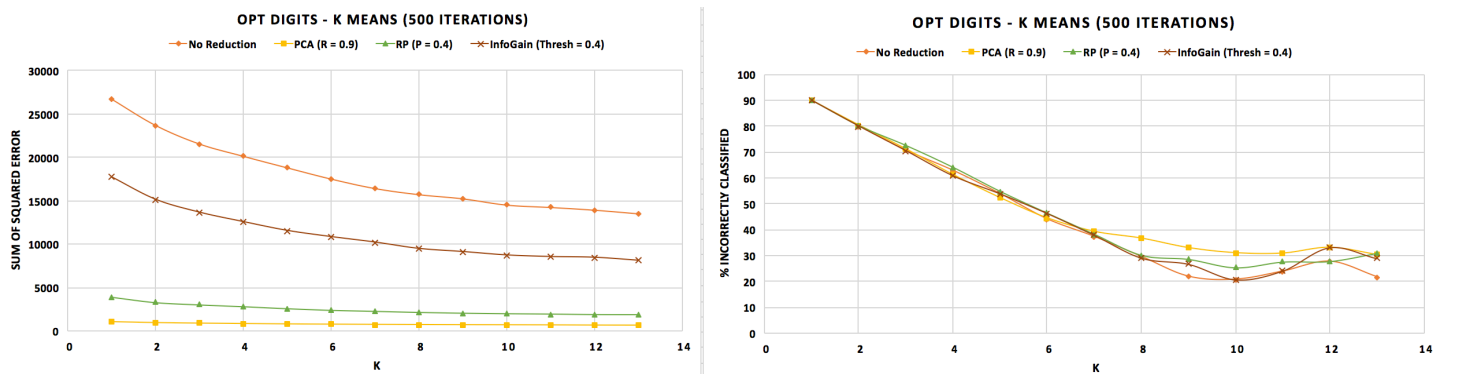 OPT DIGITS - K MEANS (500 ITERATIONS)
No Reduction PCA (R = 0.9) RP (P = 0.4) InfoGain (Thresh = 0.4)
SUM OF SQUARED ERROR
30000
25000
20000
15000
10000
5000
0
0 2 4 6 8 10 12 14
K
OPT DIGITS - K MEANS (500 ITERATIONS)
No Reduction PCA (R = 0.9) RP (P = 0.4) InfoGain (Thresh = 0.4)
% INCORRECTLY CLASSIFIED
100
90
80
70
60
50
40
30
20
10
0
0 2 4 6 8 10 12 14
K